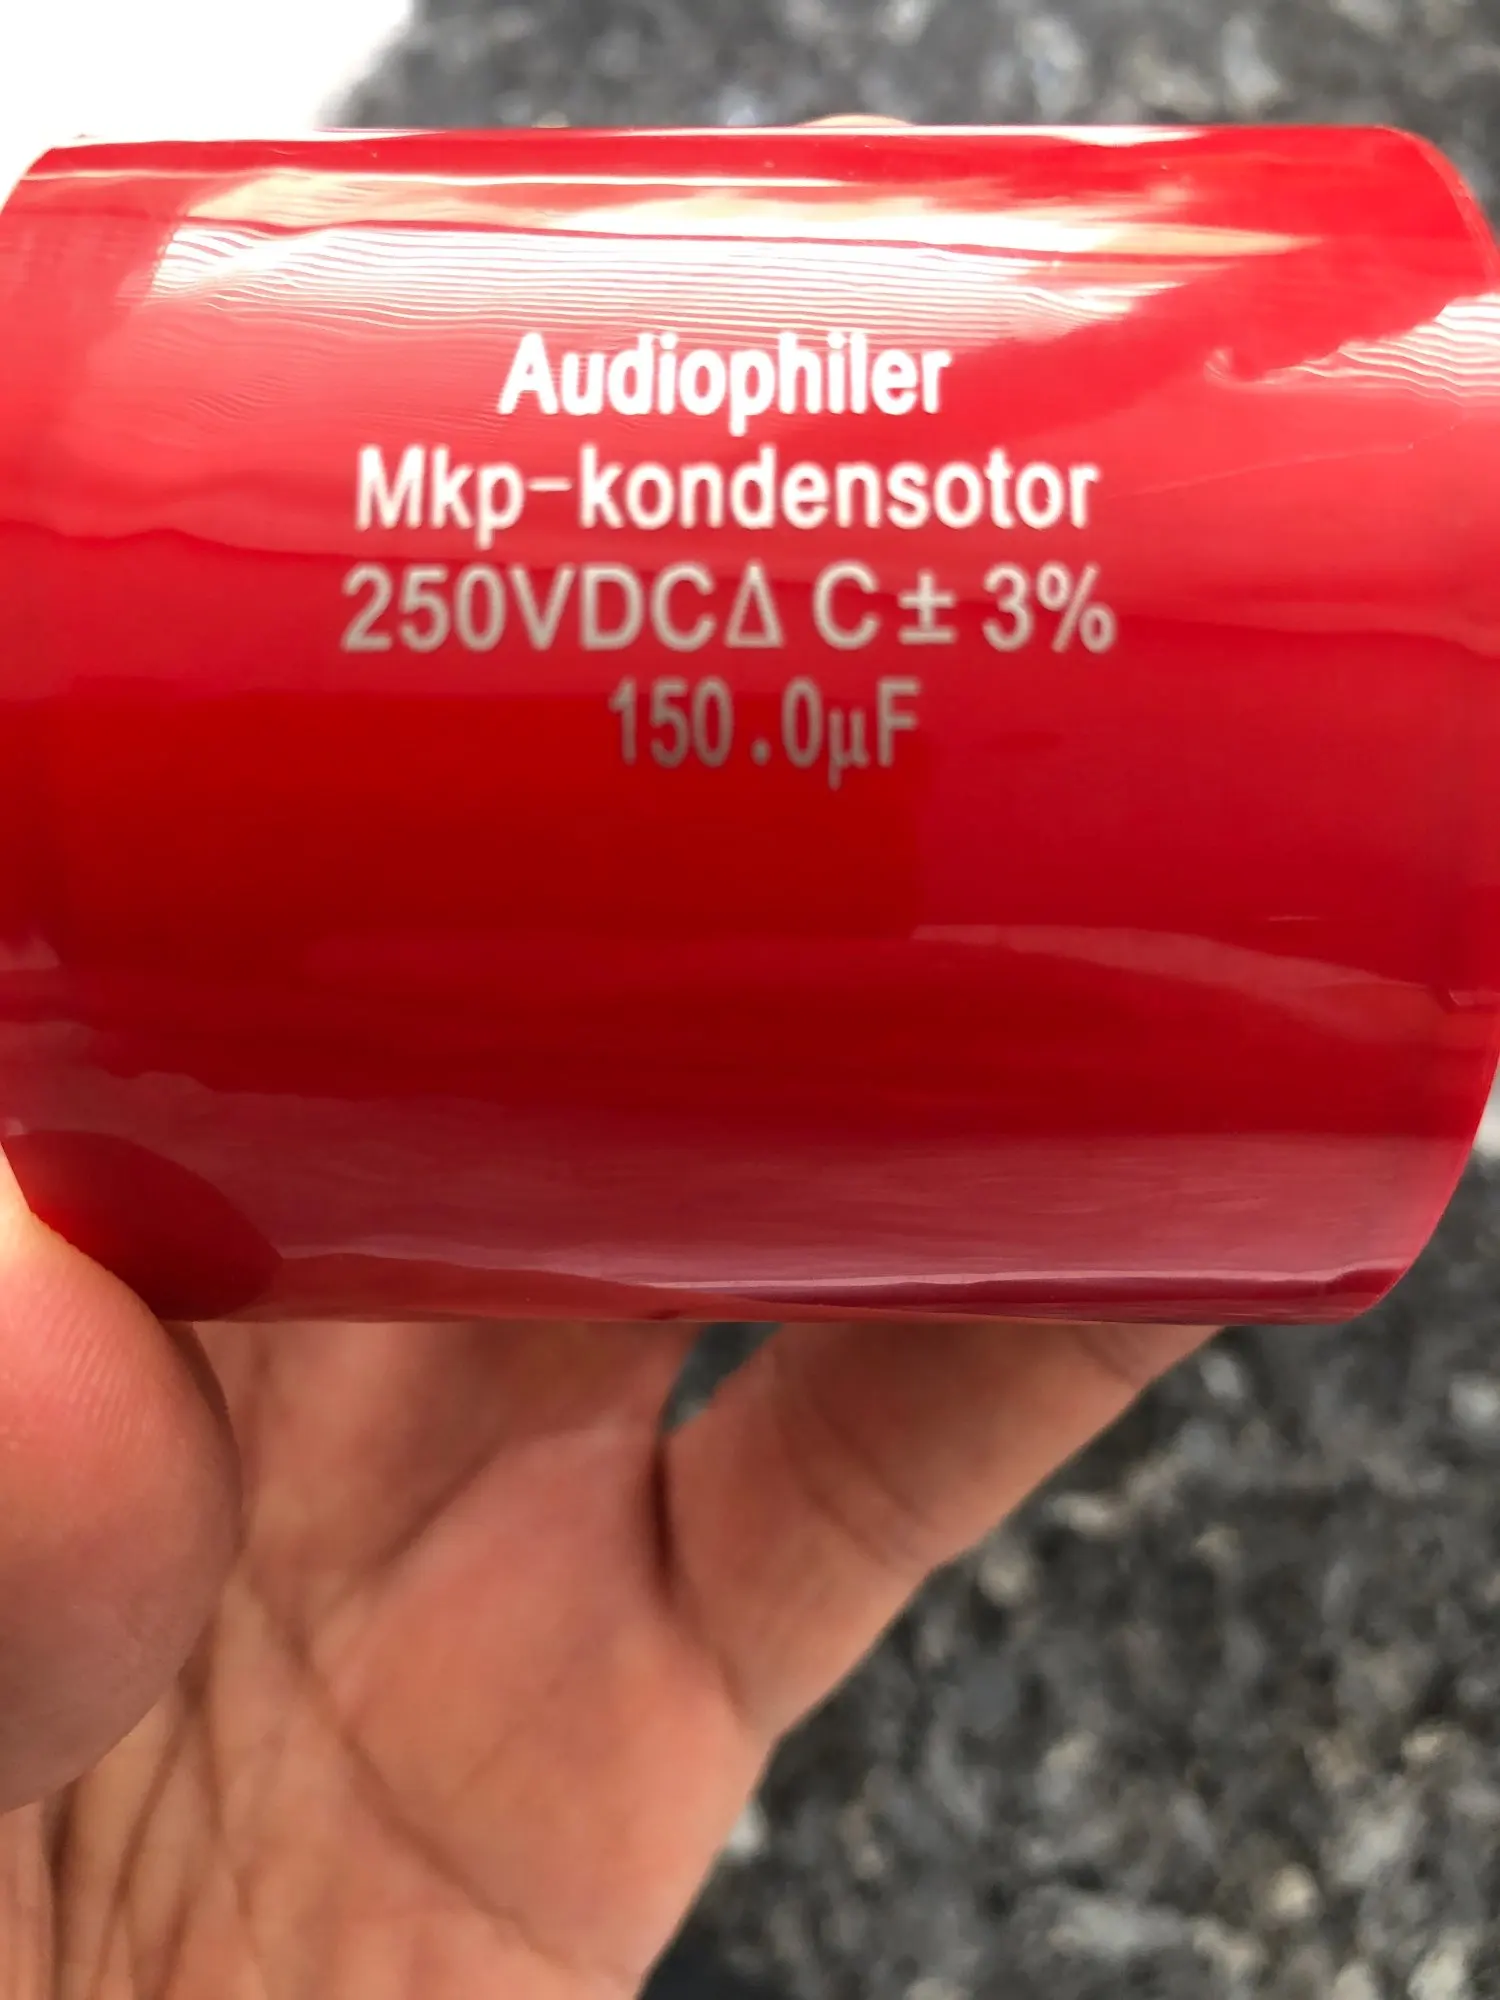 Audiophiler
Mkp-kondensotor
250VDCΔ C ± 3%
150.0µF